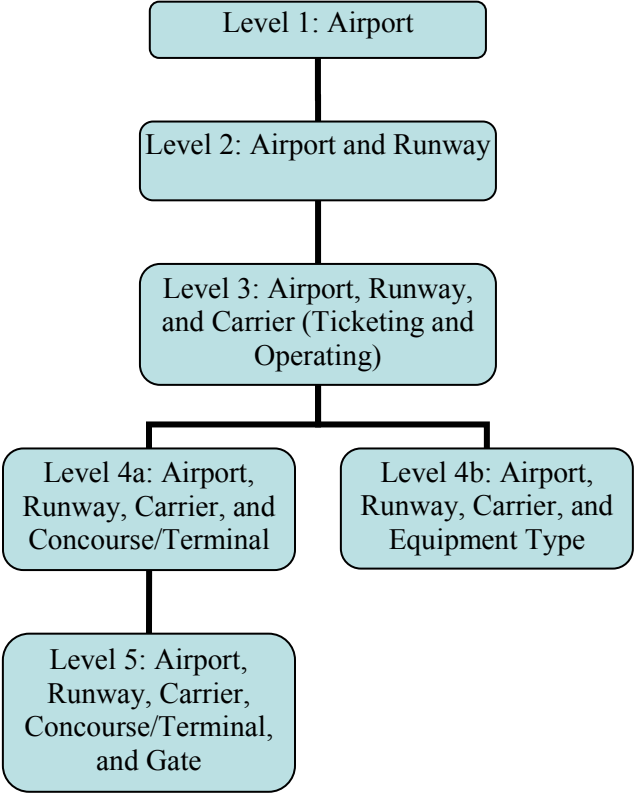 Level 1: Airport
Level 2: Airport and Runway
Level 3: Airport, Runway,
and Carrier (Ticketing and
Operating)
Level 4a: Airport,
Runway, Carrier, and
Concourse/Terminal
Level 4b: Airport,
Runway, Carrier, and
Equipment Type
Level 5: Airport,
Runway, Carrier,
Concourse/Terminal,
and Gate